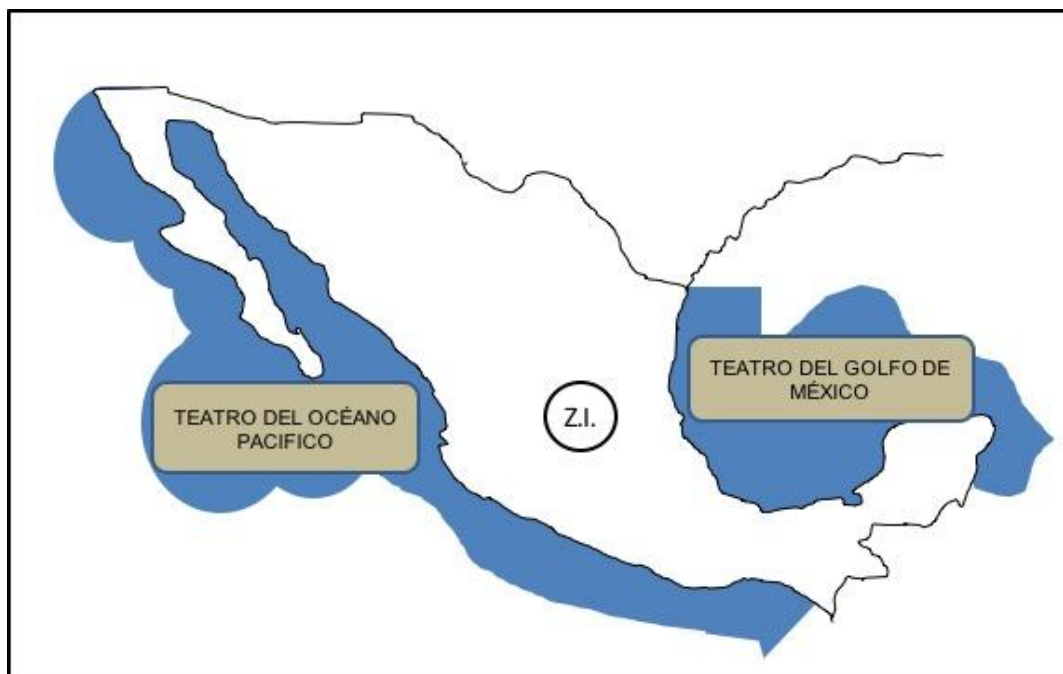 TEATRO DEL GOLFO DE
MÉXICO
TEATRO DEL OCÉANO
PACIFICO
Z.I.